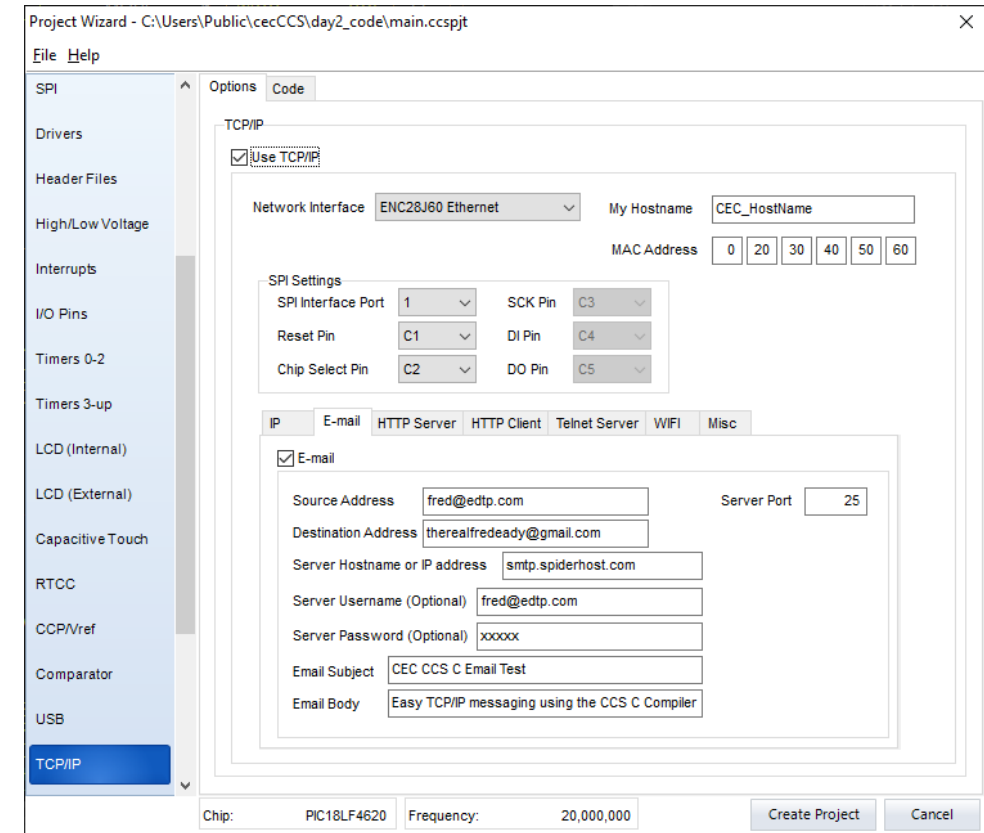 Project Wizard - C:\Users\Public\cecCCS\day2_code\main.ccspjt
File Help
SPI
Drivers
Header Files
High/Low Voltage
Interrupts
I/O Pins
Timers 0-2
Timers 3-up
LCD (Internal)
LCD (External)
Capacitive Touch
RTCC
CCP/Vref
Comparator
USB
TCP/IP
Options Code
TCP/IP
Use TCP/IP
Network Interface ENC28J60 Ethernet My Hostname CEC_HostName
MAC Address 0 20 30 40 50 60
SPI Settings
SPI Interface Port 1 SCK Pin C3
Reset Pin C1 DI Pin C4
Chip Select Pin C2 DO Pin C5
IP E-mail HTTP Server HTTP Client Telnet Server WIFI Misc
E-mail
Source Address fred@edtp.com Server Port 25
Destination Address therealfredeady@gmail.com
Server Hostname or IP address smtp.spiderhost.com
Server Username (Optional) fred@edtp.com
Server Password (Optional) xxxxx
Email Subject CEC CCS C Email Test
Email Body Easy TCP/IP messaging using the CCS C Compiler
Chip: PIC18LF4620 Frequency: 20,000,000 Create Project Cancel